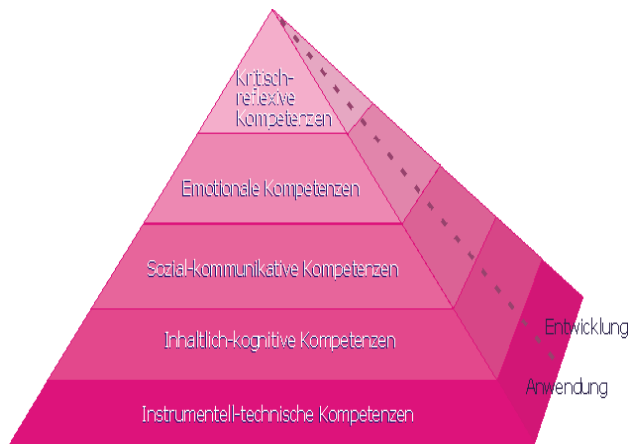 Kritisch-
reflexive
Kompetenzen
Emotionale Kompetenzen
Sozial-kommunikative Kompetenzen
Inhaltlich-kognitive Kompetenzen
Instrumentell-technische Kompetenzen
Entwicklung
Anwendung